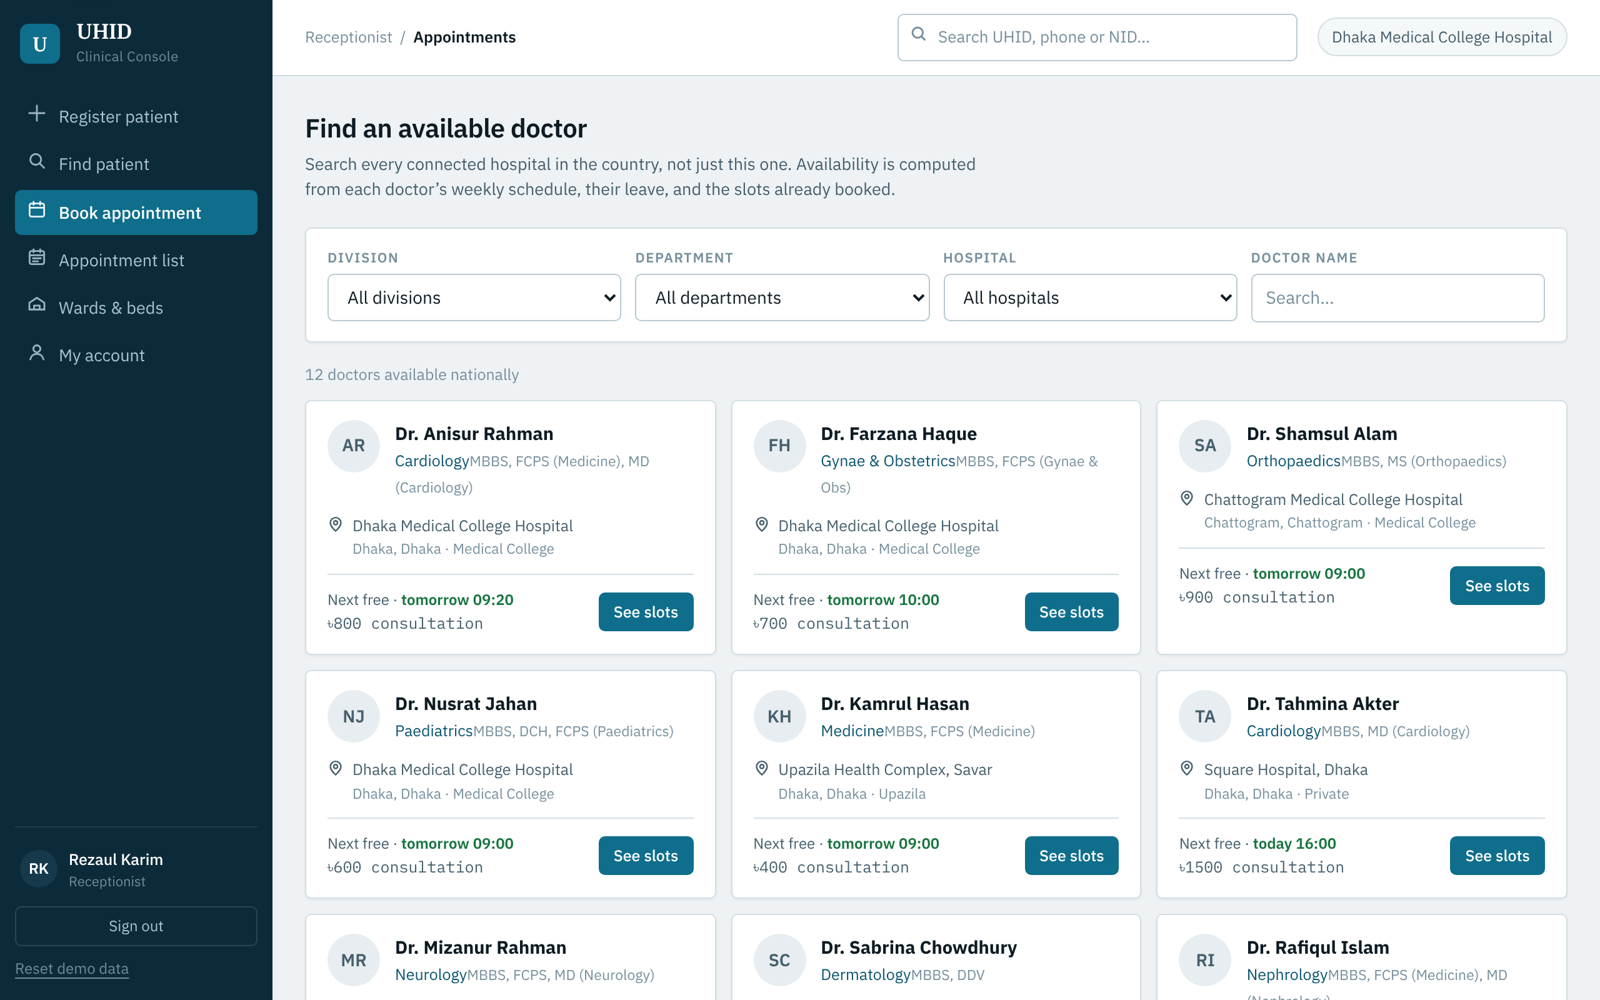 U
UHID
Clinical Console
Register patient
Find patient
Book appointment
Appointment list
Wards & beds
My account
RK
Rezaul Karim
Receptionist
Sign out
Reset demo data
Receptionist / Appointments
Search UHID, phone or NID...
Dhaka Medical College Hospital
Find an available doctor
Search every connected hospital in the country, not just this one. Availability is computed
from each doctor’s weekly schedule, their leave, and the slots already booked.
DIVISION
All divisions
DEPARTMENT
All departments
HOSPITAL
All hospitals
DOCTOR NAME
Search...
12 doctors available nationally
AR
Dr. Anisur Rahman
CardiologyMBBS, FCPS (Medicine), MD
(Cardiology)
Dhaka Medical College Hospital
Dhaka, Dhaka · Medical College
Next free · tomorrow 09:20
৳800 consultation
See slots
FH
Dr. Farzana Haque
Gynae & ObstetricsMBBS, FCPS (Gynae &
Obs)
Dhaka Medical College Hospital
Dhaka, Dhaka · Medical College
Next free · tomorrow 10:00
৳700 consultation
See slots
SA
Dr. Shamsul Alam
OrthopaedicsMBBS, MS (Orthopaedics)
Chattogram Medical College Hospital
Chattogram, Chattogram · Medical College
Next free · tomorrow 09:00
৳900 consultation
See slots
NJ
Dr. Nusrat Jahan
PaediatricsMBBS, DCH, FCPS (Paediatrics)
Dhaka Medical College Hospital
Dhaka, Dhaka · Medical College
Next free · tomorrow 09:00
৳600 consultation
See slots
KH
Dr. Kamrul Hasan
MedicineMBBS, FCPS (Medicine)
Upazila Health Complex, Savar
Dhaka, Dhaka · Upazila
Next free · tomorrow 09:00
৳400 consultation
See slots
TA
Dr. Tahmina Akter
CardiologyMBBS, MD (Cardiology)
Square Hospital, Dhaka
Dhaka, Dhaka · Private
Next free · today 16:00
৳1500 consultation
See slots
MR
Dr. Mizanur Rahman
NeurologyMBBS, FCPS, MD (Neurology)
SC
Dr. Sabrina Chowdhury
DermatologyMBBS, DDV
RI
Dr. Rafiqul Islam
NephrologyMBBS, FCPS (Medicine), MD
(Nephrology)